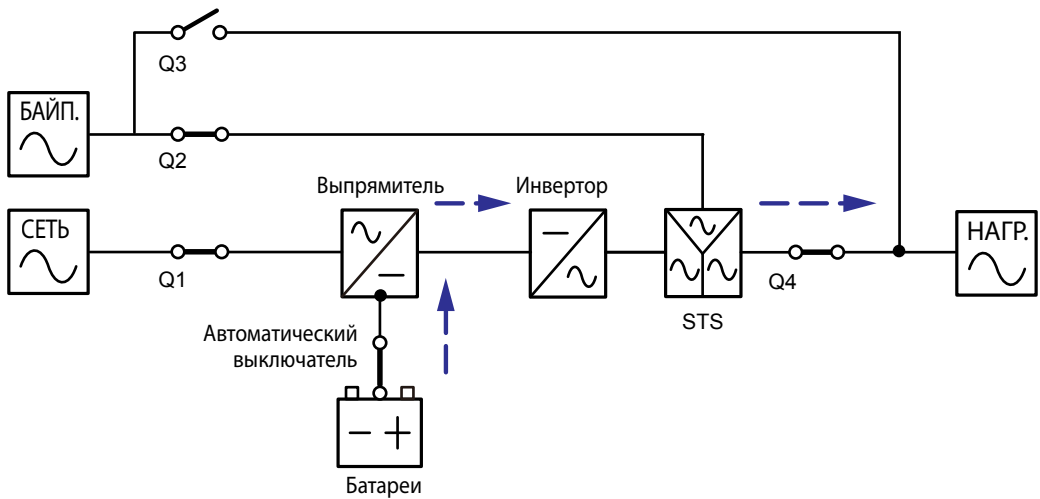 Q3
БАЙП.
Q2
Выпрямитель
Инвертор
СЕТЬ
НАГР.
Q1
Q4
STS
Автоматический
выключатель
Батареи